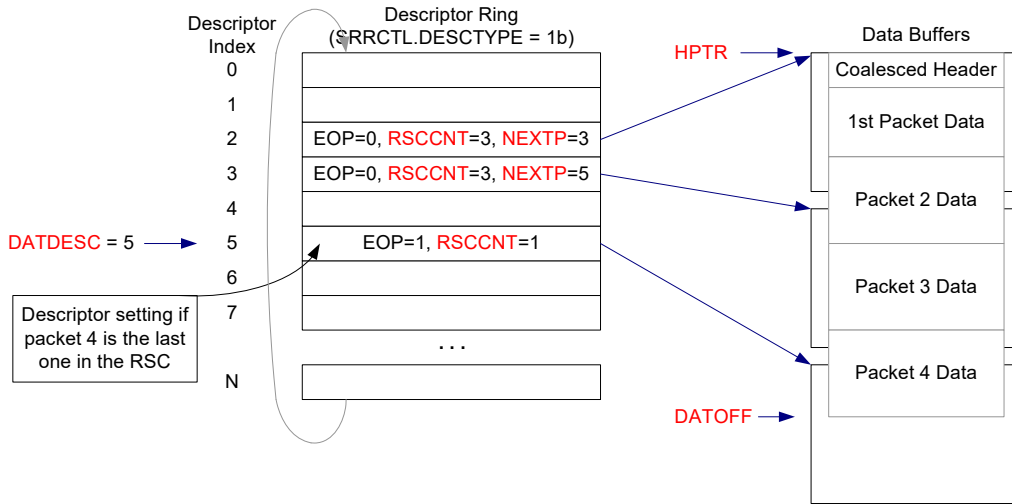 Descriptor
Index
Descriptor Ring
(SRRCTL.DESCTYPE = 1b)
Data Buffers
HPTR
0
1
2
3
4
5
6
7
N
EOP=0, RSCCNT=3, NEXTP=3
EOP=0, RSCCNT=3, NEXTP=5
EOP=1, RSCCNT=1
. . .
DATDESC = 5
Descriptor setting if
packet 4 is the last
one in the RSC
Coalesced Header
1st Packet Data
Packet 2 Data
Packet 3 Data
Packet 4 Data
DATOFF